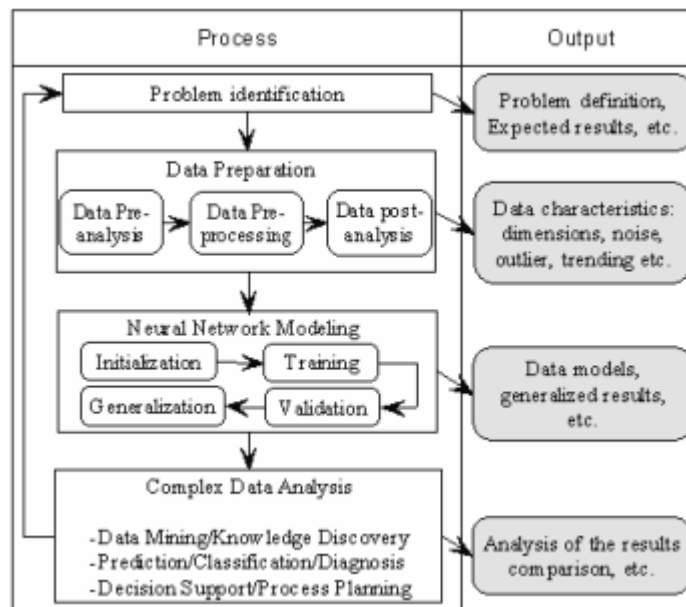 Process
Output
Problem identification
Problem definition,
Expected results, etc.
Data Preparation
Data Pre-
analysis
Data Pre-
processing
Data post-
analysis
Data characteristics:
dimensions, noise,
outlier, trending etc.
Neural Network Modeling
Initialization
Training
Generalization
Validation
Data models,
generalized results,
etc.
Complex Data Analysis
-Data Mining/Knowledge Discovery
-Prediction/Classification/Diagnosis
-Decision Support/Process Planning
Analysis of the results
comparison, etc.